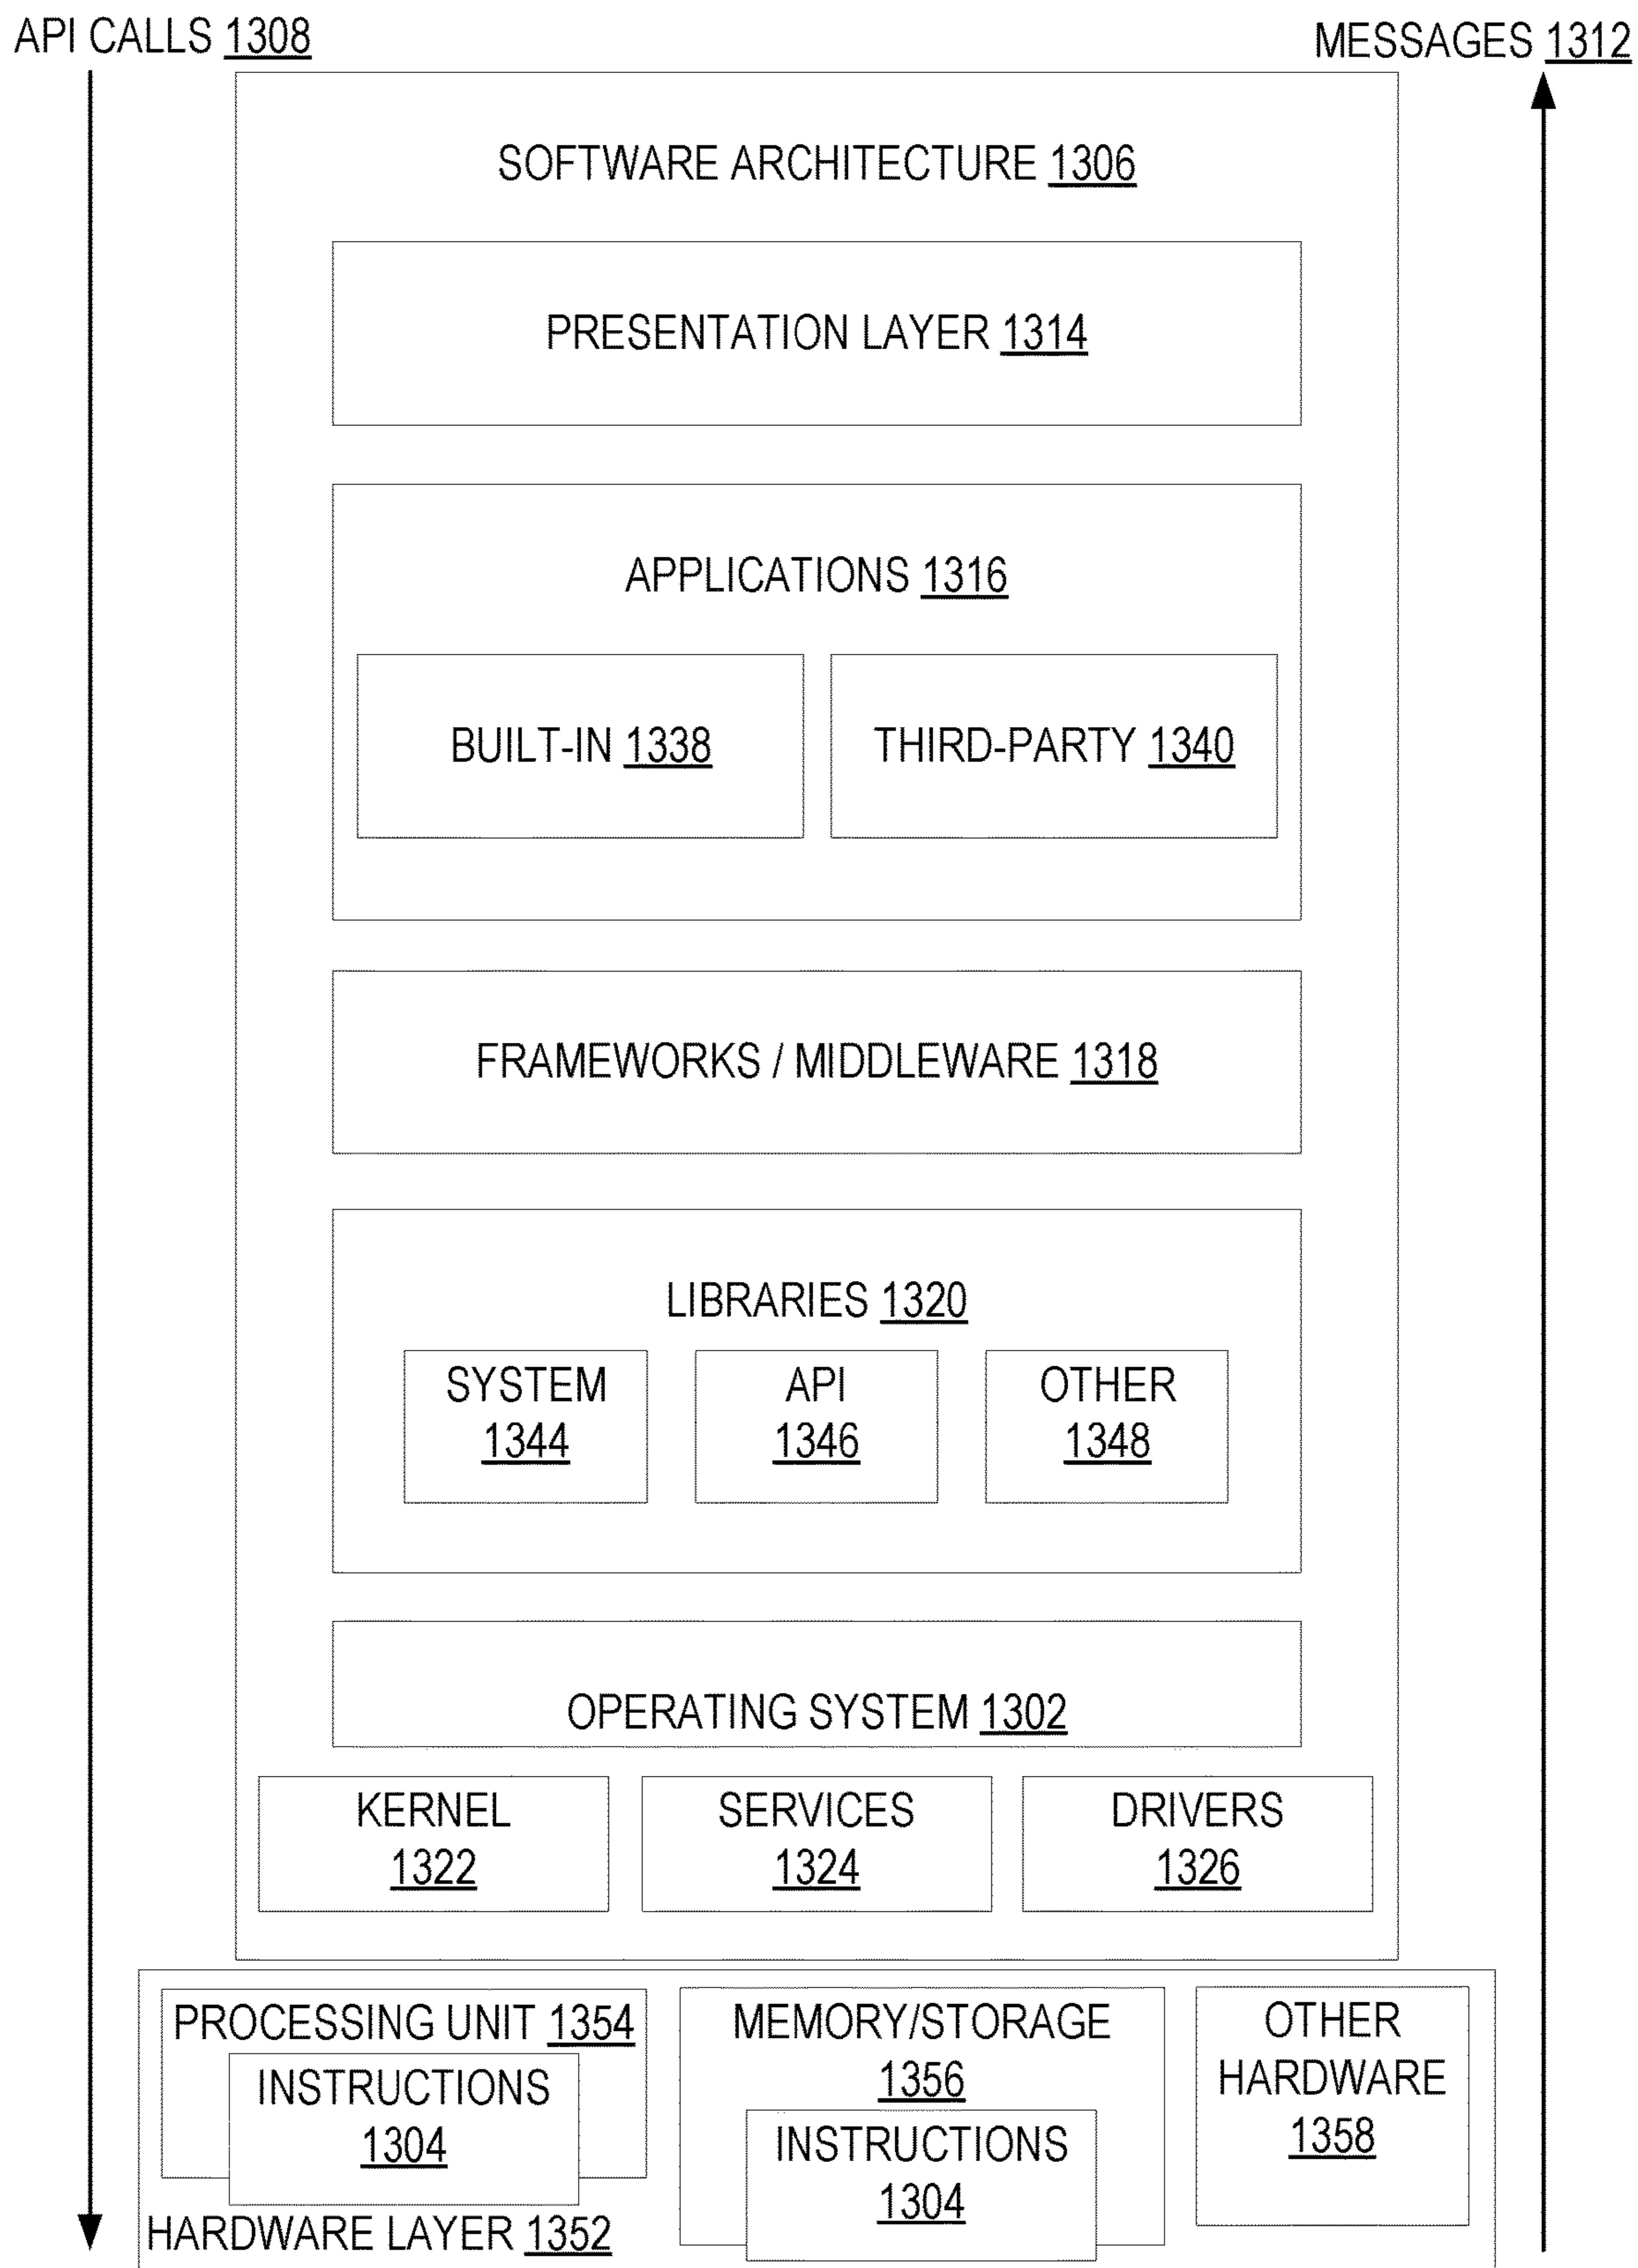 API CALLS 1308
MESSAGES 1312
SOFTWARE ARCHITECTURE 1306
PRESENTATION LAYER 1314
APPLICATIONS 1316
BUILT-IN 1338
THIRD-PARTY 1340
FRAMEWORKS / MIDDLEWARE 1318
LIBRARIES 1320
SYSTEM
1344
API
1346
OTHER
1348
OPERATING SYSTEM 1302
KERNEL
1322
SERVICES
1324
DRIVERS
1326
PROCESSING UNIT 1354
INSTRUCTIONS
1304
MEMORY/STORAGE
1356
INSTRUCTIONS
1304
OTHER
HARDWARE
1358
HARDWARE LAYER 1352